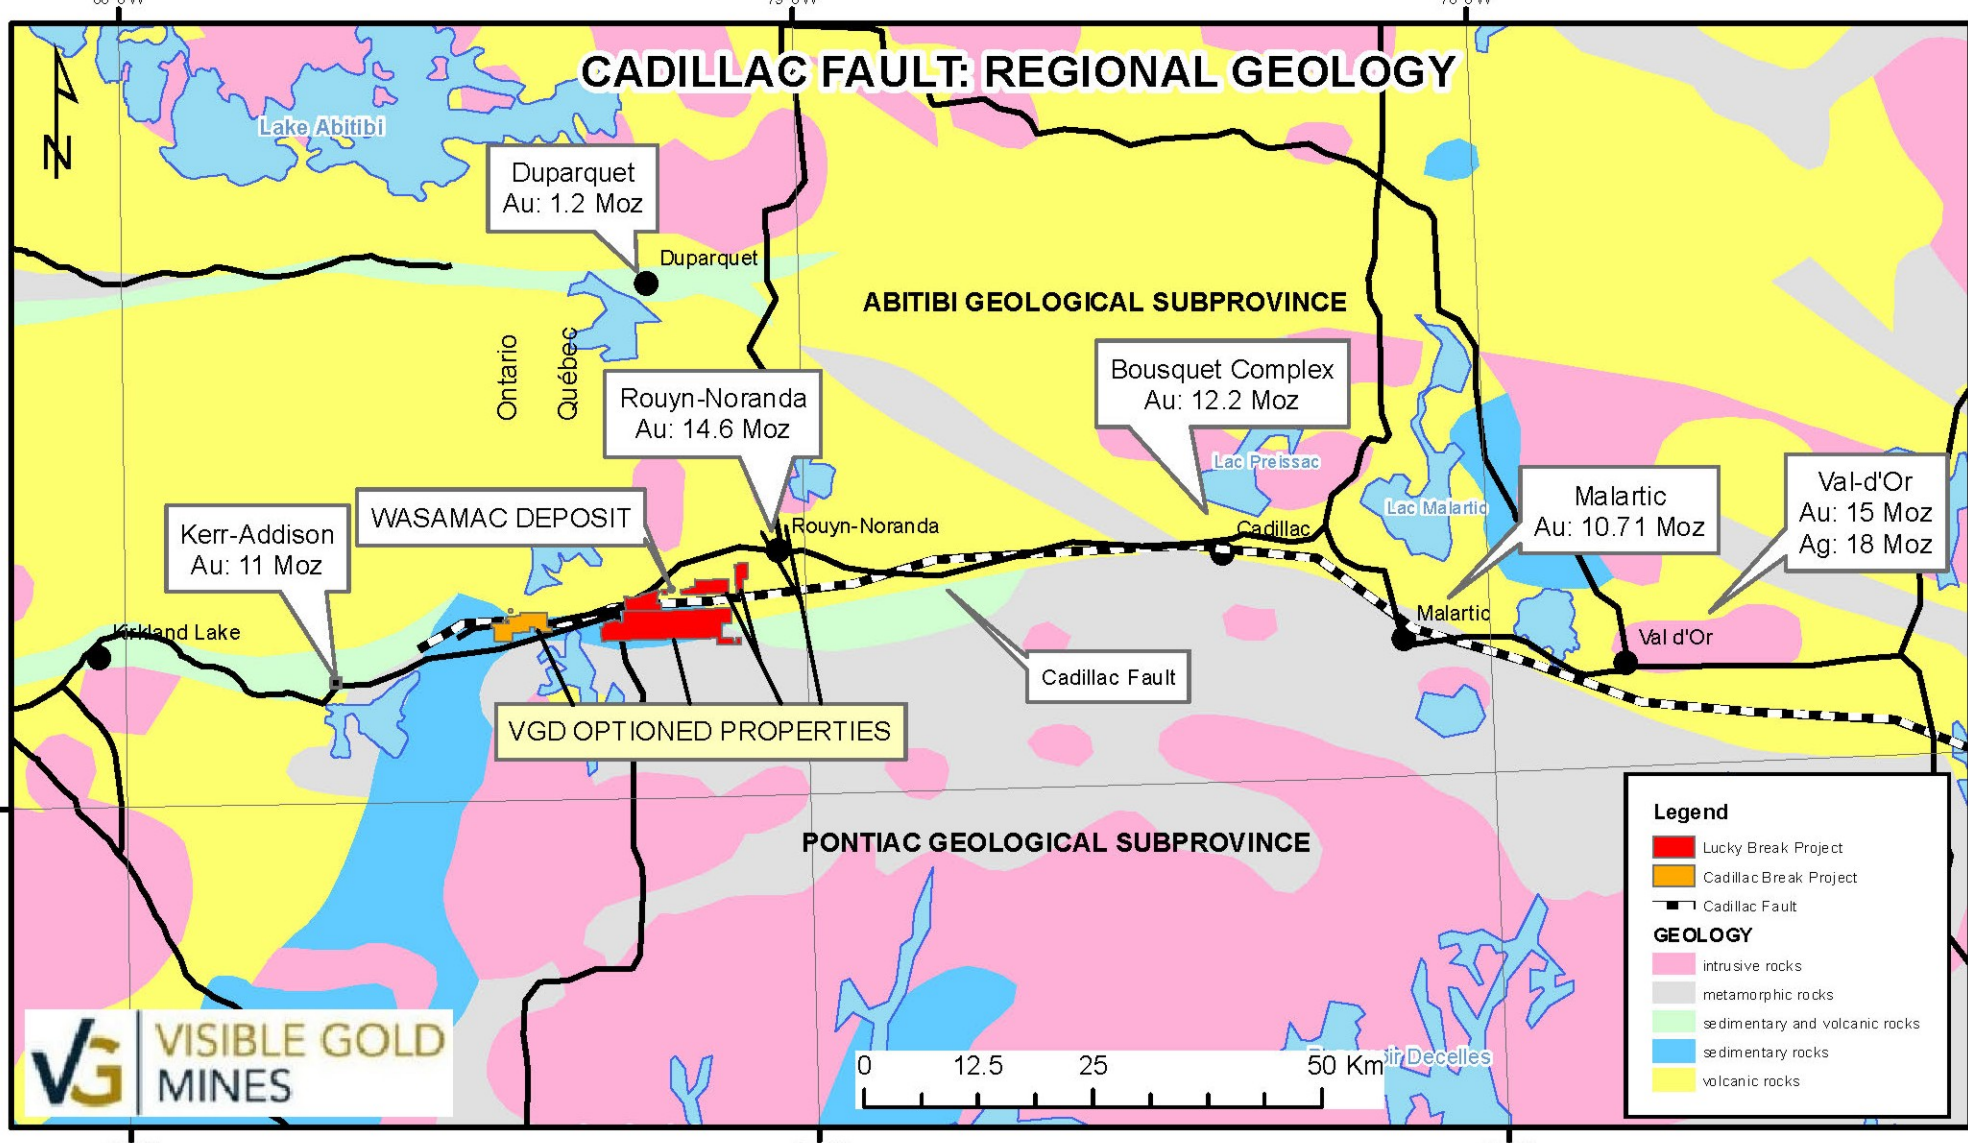 CADILLAC FAULT: REGIONAL GEOLOGY
N
Lake Abitibi
Duparquet
Au: 1.2 Moz
Duparquet
ABITIBI GEOLOGICAL SUBPROVINCE
Ontario
Québec
Bousquet Complex
Au: 12.2 Moz
Rouyn-Noranda
Au: 14.6 Moz
Lac Preissac
Lac Malartic
Malartic
Au: 10.71 Moz
Val-d'Or
Au: 15 Moz
Ag: 18 Moz
WASAMAC DEPOSIT
Kerr-Addison
Au: 11 Moz
Rouyn-Noranda
Cadillac
Kirkland Lake
Malartic
Val d'Or
Cadillac Fault
VGD OPTIONED PROPERTIES
PONTIAC GEOLOGICAL SUBPROVINCE
Legend
Lucky Break Project
Cadillac Break Project
Cadillac Fault
GEOLOGY
intrusive rocks
metamorphic rocks
sedimentary and volcanic rocks
sedimentary rocks
volcanic rocks
VG
VISIBLE GOLD
MINES
0 12.5 25 50 Km
Decelles